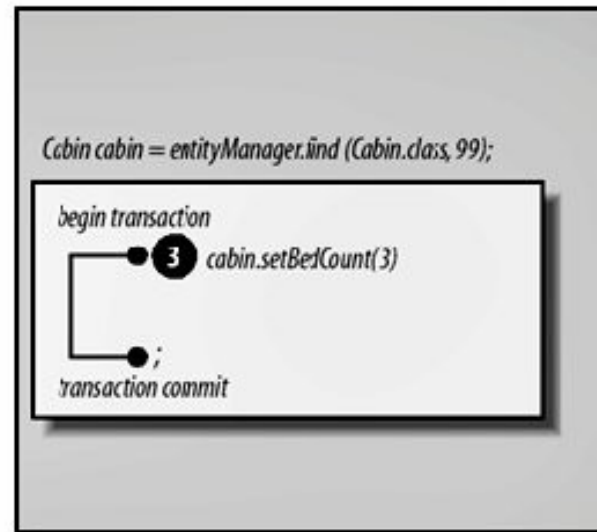 Cabin cabin = entityManager.find (Cabin.class, 99);
begin transaction
3 cabin.setBedCount(3)
;
transaction commit